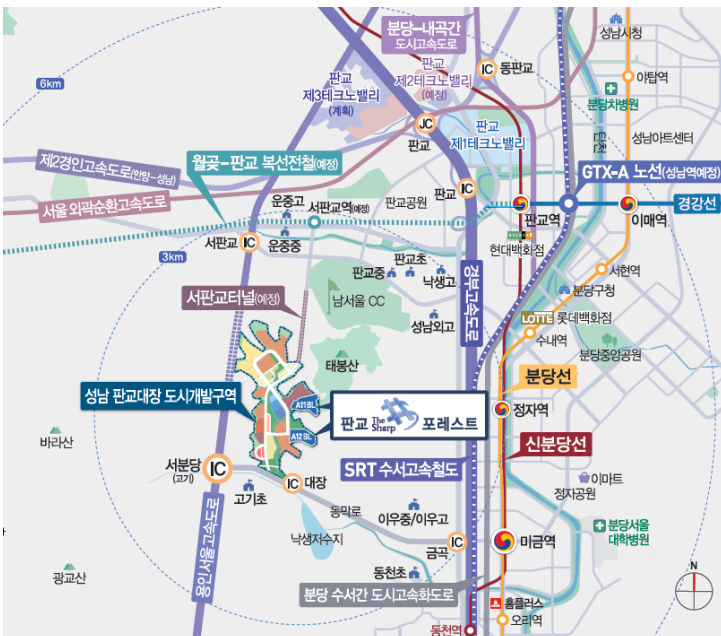 분당-내곡간
도시고속도로
성남시청
IC
동판교
판교
제2테크노밸리
(예정)
야탑역
6km
판교
제3테크노밸리
(계획)
분당차병원
탄천
JC
판교
판교
제1테크노밸리
성남아트센터
제2경인고속도로(안양~성남)
월곶-판교 복선전철(예정)
GTX-A 노선(성남역예정)
서울 외곽순환고속도로
운중고
서판교역(예정)
판교공원
판교
IC
판교역
이매역
경강선
서판교
IC
운중중
현대백화점
3km
판교초
판교중
낙생고
경부고속도로
서현역
분당구청
서판교터널(예정)
남서울 CC
성남외고
LOTTE 롯데백화점
수내역
분당중앙공원
태봉산
분당선
성남 판교대장 도시개발구역
A11 BL
A12 BL
판교 The Sharp 포레스트
정자역
바라산
신분당선
서분당
(고기)
IC
SRT 수서고속철도
이마트
정자공원
IC
대장
고기초
용인서울고속도로
동막로
이우중/이우고
낙생저수지
금곡
IC
미금역
분당서울
대학병원
광교산
동천초
분당 수서간 도시고속화도로
N
홈플러스
오리역
동천역